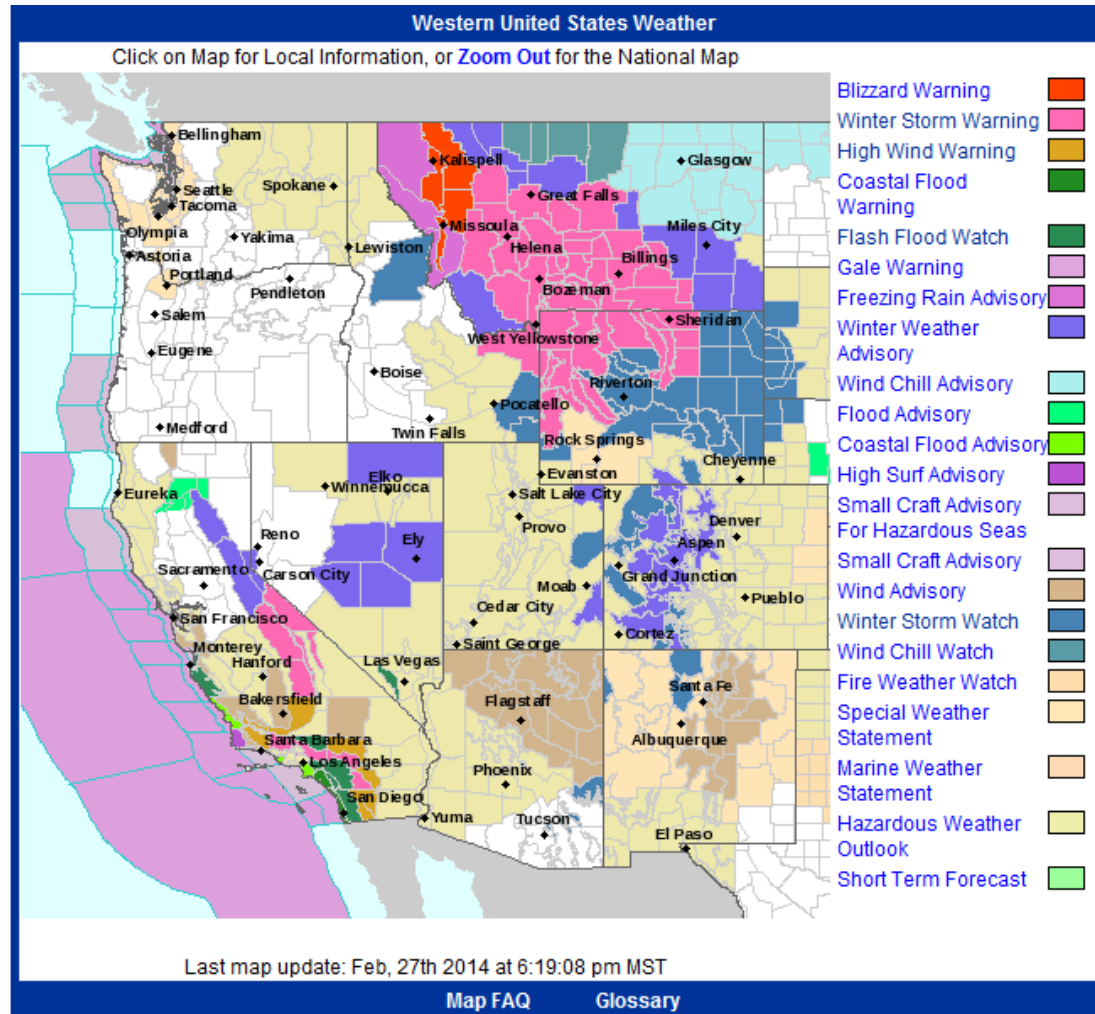 Western United States Weather
Click on Map for Local Information, or Zoom Out for the National Map
Bellingham
Seattle
Tacoma
Olympia
Spokane
Yakima
Astoria
Portland
Pendleton
Lewiston
Salem
Eugene
Medford
Kalispell
Great Falls
Glasgow
Missoula
Helena
Miles City
Billings
Bozeman
West Yellowstone
Sheridan
Boise
Riverton
Pocatello
Twin Falls
Rock Springs
Evanston
Cheyenne
Eureka
Elko
Winnemucca
Salt Lake City
Provo
Reno
Ely
Denver
Aspen
Carson City
Grand Junction
Sacramento
Moab
Pueblo
San Francisco
Cedar City
Saint George
Cortez
Monterey
Hanford
Las Vegas
Bakersfield
Flagstaff
Santa Fe
Albuquerque
Santa Barbara
Los Angeles
Phoenix
San Diego
Yuma
Tucson
El Paso
Blizzard Warning
Winter Storm Warning
High Wind Warning
Coastal Flood
Warning
Flash Flood Watch
Gale Warning
Freezing Rain Advisory
Winter Weather
Advisory
Wind Chill Advisory
Flood Advisory
Coastal Flood Advisory
High Surf Advisory
Small Craft Advisory
For Hazardous Seas
Small Craft Advisory
Wind Advisory
Winter Storm Watch
Wind Chill Watch
Fire Weather Watch
Special Weather
Statement
Marine Weather
Statement
Hazardous Weather
Outlook
Short Term Forecast
Last map update: Feb, 27th 2014 at 6:19:08 pm MST
Map FAQ Glossary